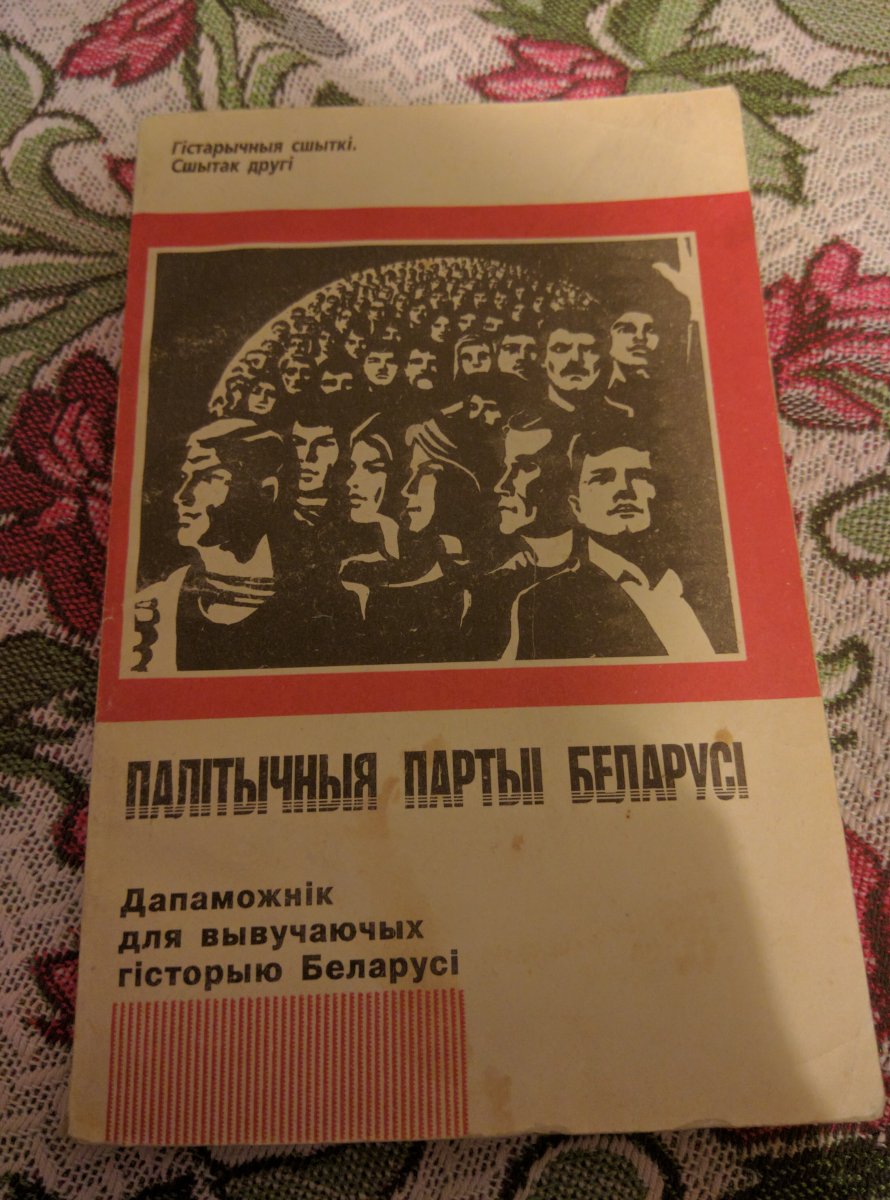 Гістарычныя сшыткі.
Сшытак другі
ПАЛІТЫЧНЫЯ ПАРТЫІ БЕЛАРУСІ
Дапаможнік
для вывучаючых
гісторыю Беларусі